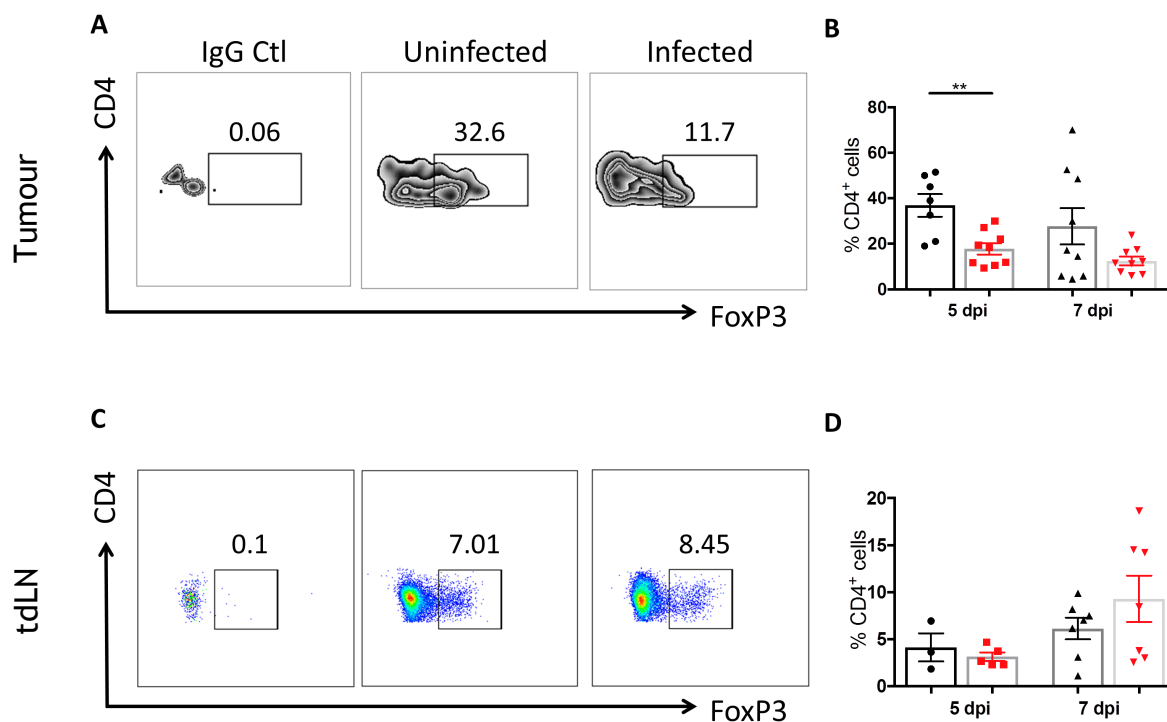 A
IgG Ctl
Uninfected
Infected
CD4
0.06
32.6
11.7
Tumour
FoxP3
B
**
80
60
40
20
0
% CD4⁺ cells
5 dpi
7 dpi
C
CD4
0.1
7.01
8.45
tdLN
FoxP3
D
20
15
10
5
0
% CD4⁺ cells
5 dpi
7 dpi